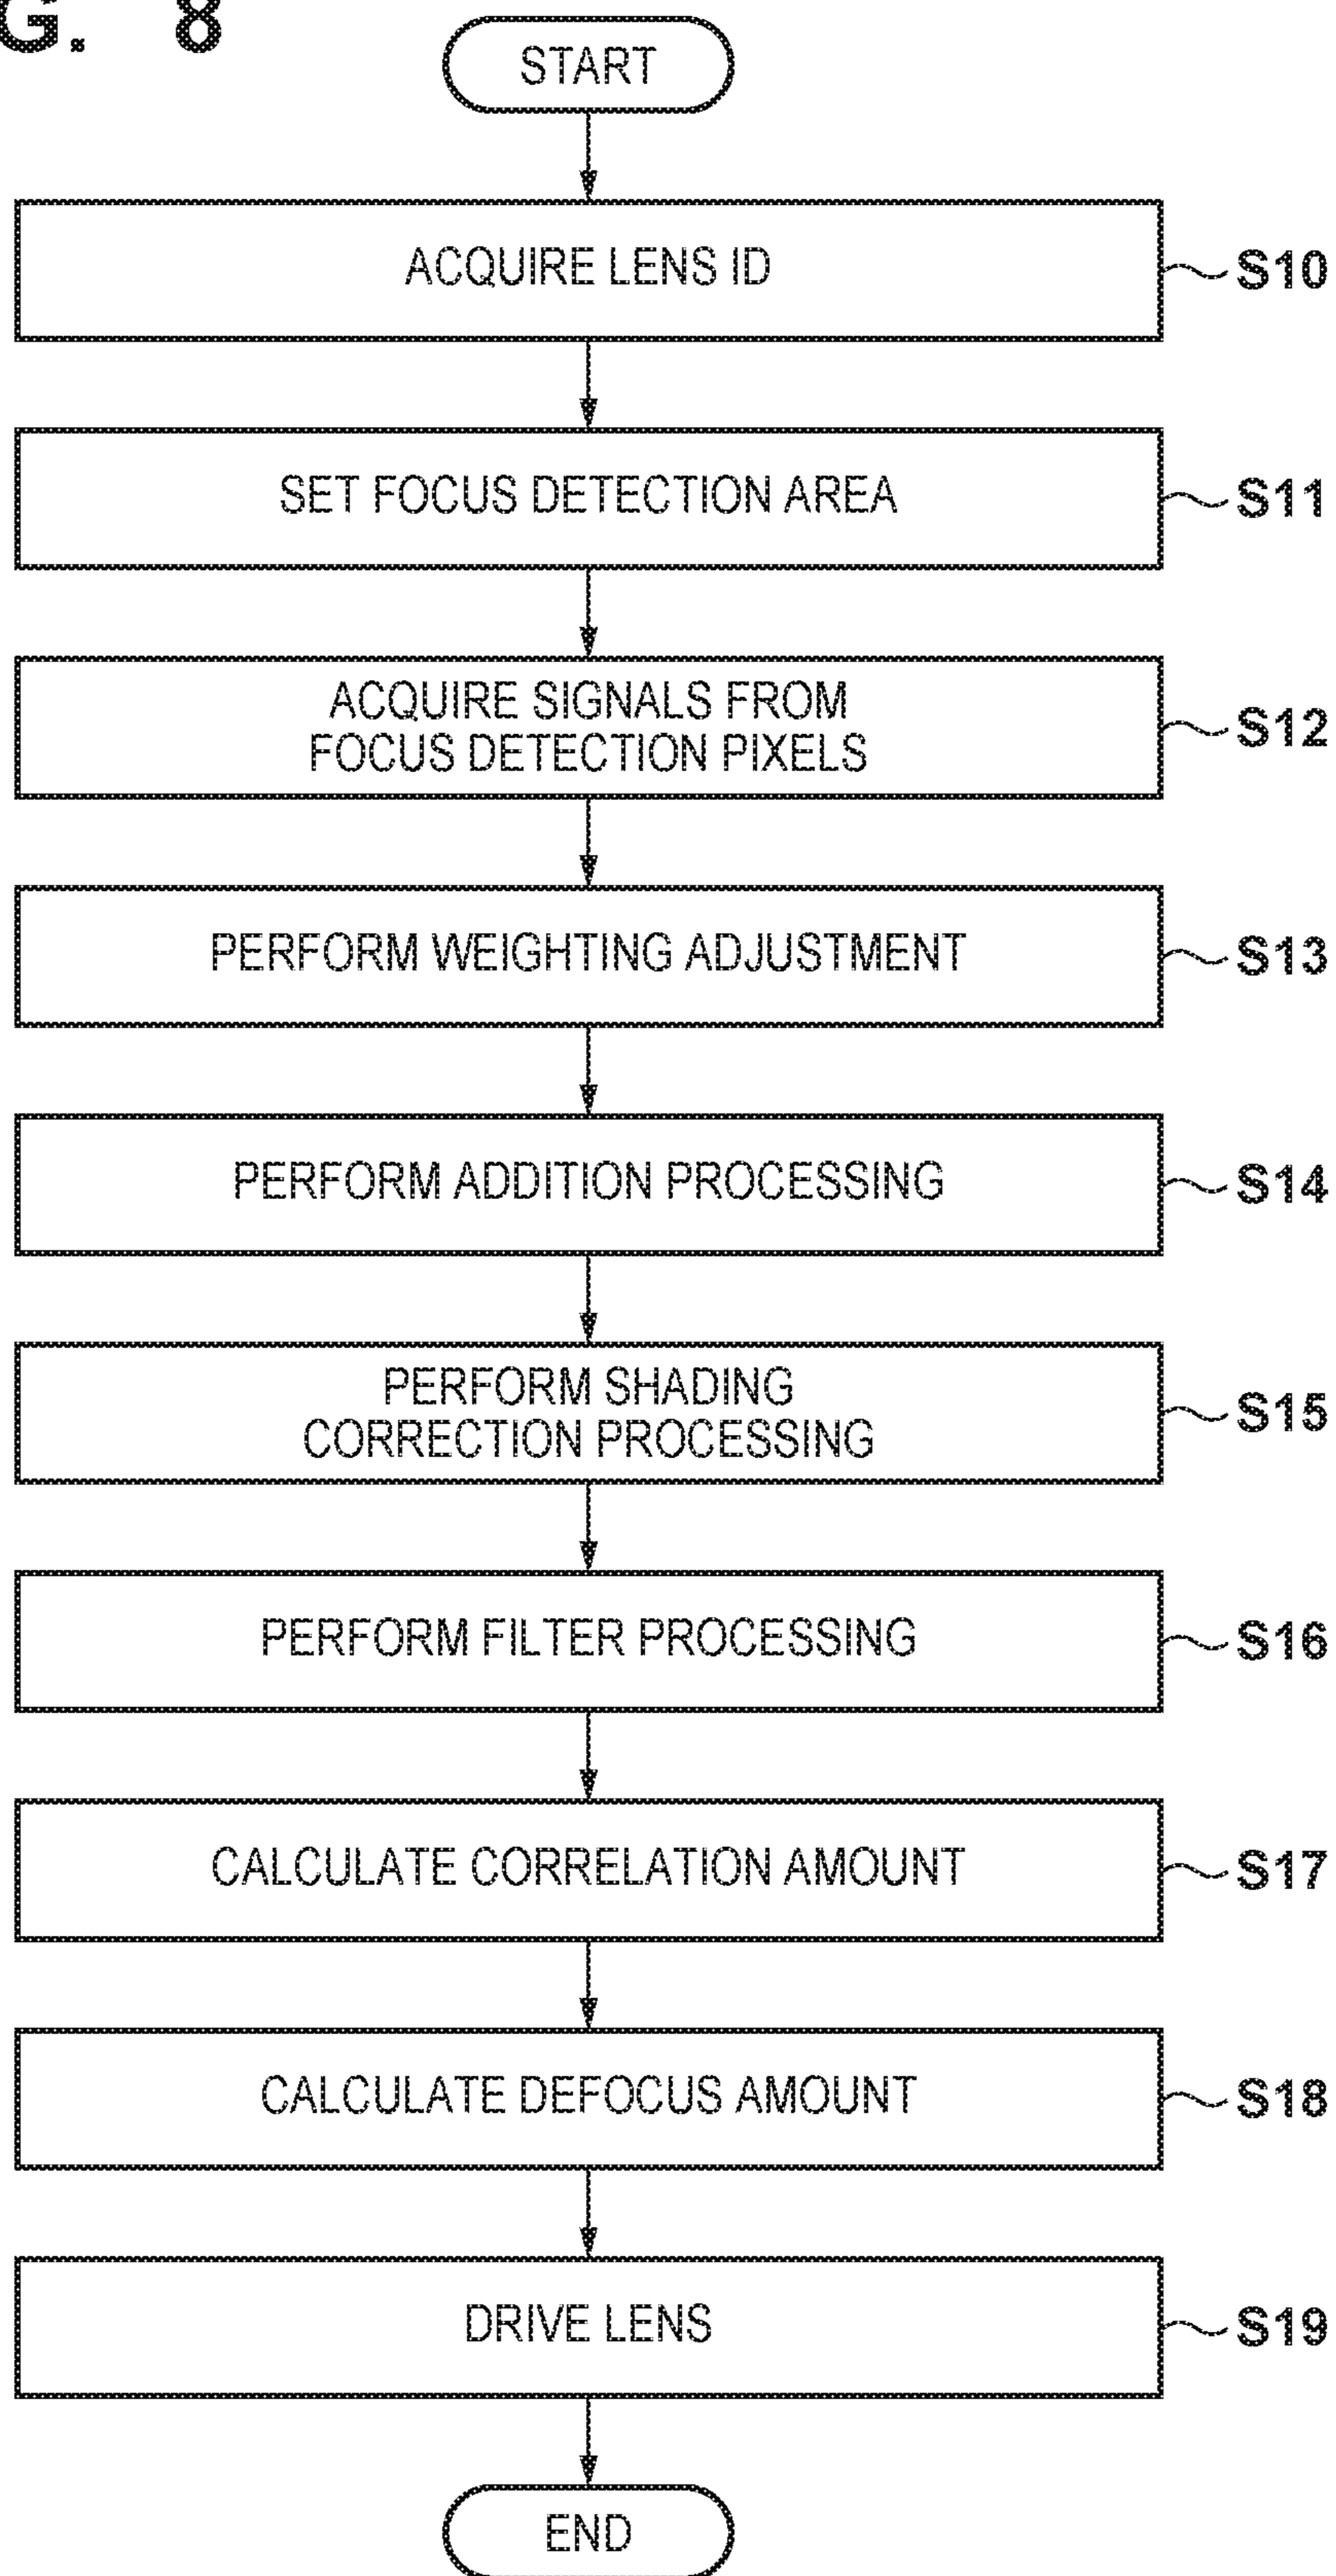 G. 8
START
ACQUIRE LENS ID
S10
SET FOCUS DETECTION AREA
S11
ACQUIRE SIGNALS FROM
FOCUS DETECTION PIXELS
S12
PERFORM WEIGHTING ADJUSTMENT
S13
PERFORM ADDITION PROCESSING
S14
PERFORM SHADING
CORRECTION PROCESSING
S15
PERFORM FILTER PROCESSING
S16
CALCULATE CORRELATION AMOUNT
S17
CALCULATE DEFOCUS AMOUNT
S18
DRIVE LENS
S19
END